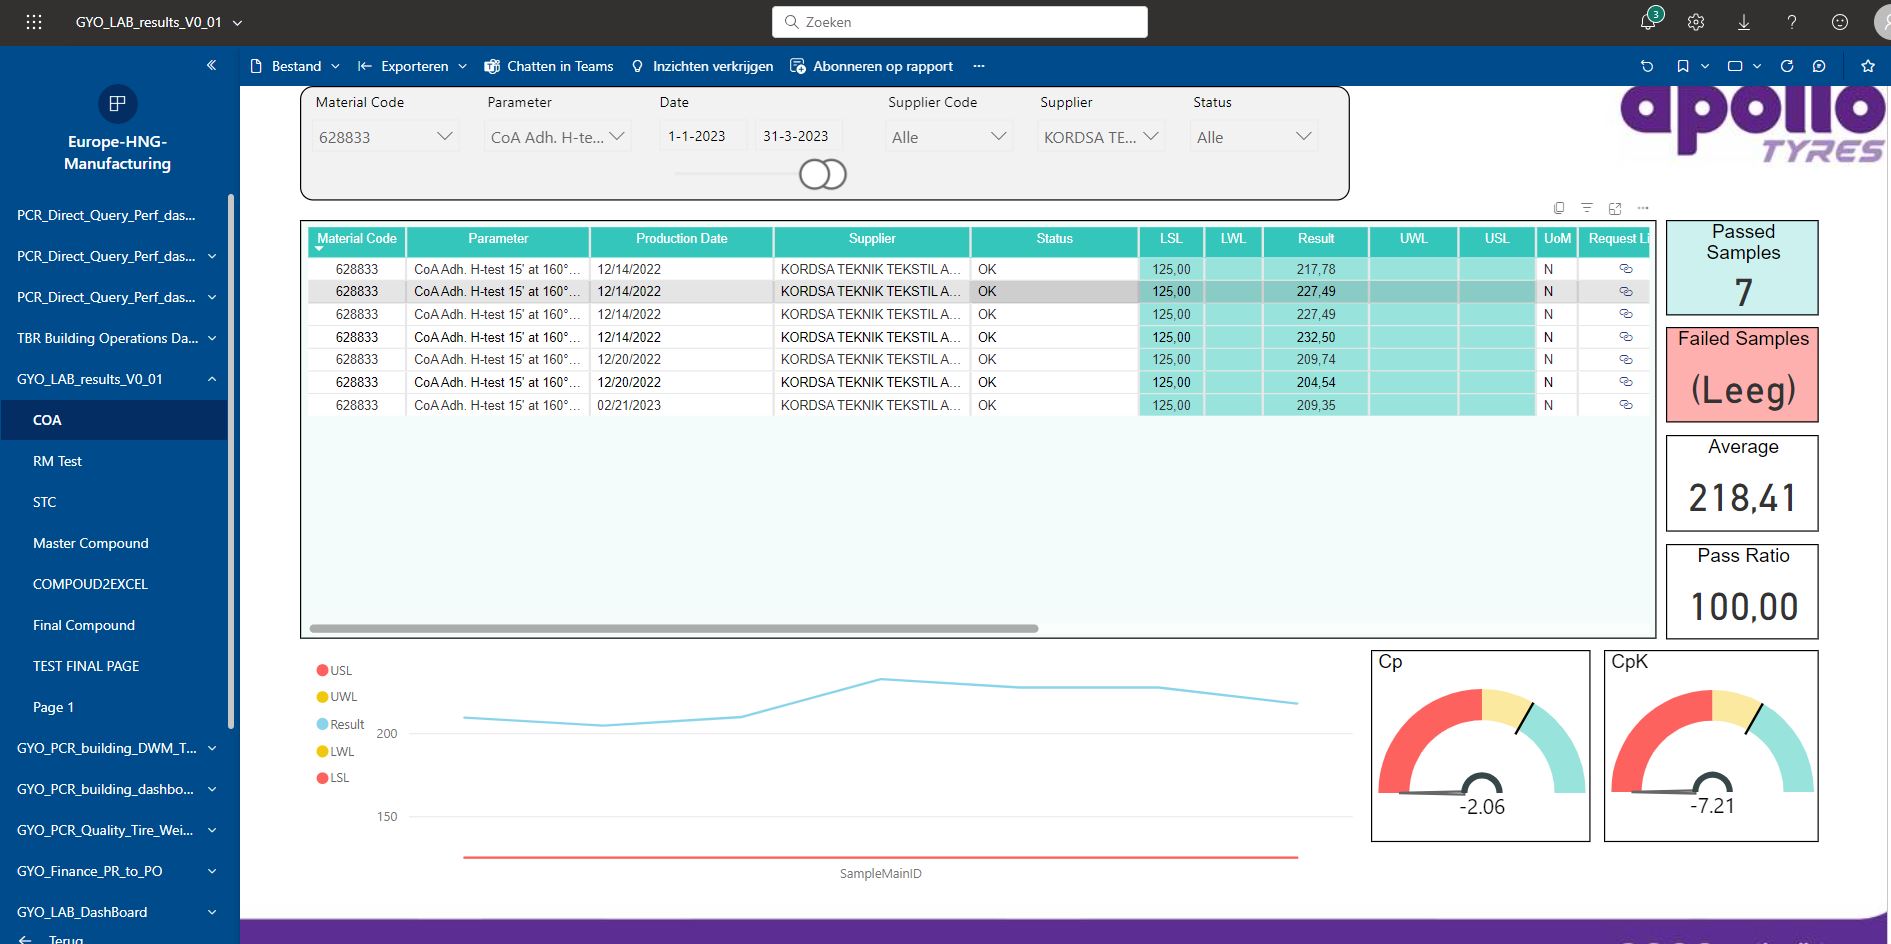 GYO_LAB_results_V0_01
Zoeken
3
Bestand
Exporteren
Chatten in Teams
Inzichten verkrijgen
Abonneren op rapport
Europe-HNG-
Manufacturing
PCR_Direct_Query_Perf_das...
PCR_Direct_Query_Perf_das...
PCR_Direct_Query_Perf_das...
TBR Building Operations Da...
GYO_LAB_results_V0_01
COA
RM Test
STC
Master Compound
COMPOUD2EXCEL
Final Compound
TEST FINAL PAGE
Page 1
GYO_PCR_building_DWM_T...
GYO_PCR_building_dashbo...
GYO_PCR_Quality_Tire_Wei...
GYO_Finance_PR_to_PO
GYO_LAB_DashBoard
Terug
Material Code Parameter Date Supplier Code Supplier Status
628833 CoA Adh. H-te... 1-1-2023 31-3-2023 Alle KORDSA TE... Alle
apollo
TYRES
Material Code Parameter Production Date Supplier Status LSL LWL Result UWL USL UoM Request Li
628833 CoA Adh. H-test 15' at 160°... 12/14/2022 KORDSA TEKNIK TEKSTIL A... OK 125,00 217,78 N
628833 CoA Adh. H-test 15' at 160°... 12/14/2022 KORDSA TEKNIK TEKSTIL A... OK 125,00 227,49 N
628833 CoA Adh. H-test 15' at 160°... 12/14/2022 KORDSA TEKNIK TEKSTIL A... OK 125,00 227,49 N
628833 CoA Adh. H-test 15' at 160°... 12/14/2022 KORDSA TEKNIK TEKSTIL A... OK 125,00 232,50 N
628833 CoA Adh. H-test 15' at 160°... 12/20/2022 KORDSA TEKNIK TEKSTIL A... OK 125,00 209,74 N
628833 CoA Adh. H-test 15' at 160°... 12/20/2022 KORDSA TEKNIK TEKSTIL A... OK 125,00 204,54 N
628833 CoA Adh. H-test 15' at 160°... 02/21/2023 KORDSA TEKNIK TEKSTIL A... OK 125,00 209,35 N
Passed
Samples
7
Failed Samples
(Leeg)
Average
218,41
Pass Ratio
100,00
USL
UWL
Result
LWL
LSL
200
150
SampleMainID
Cp
-2.06
CpK
-7.21